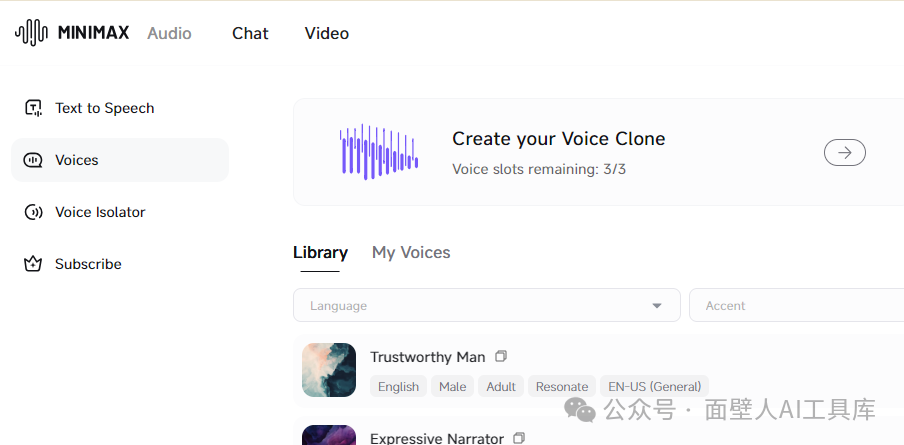 MINIMAX Audio Chat Video
Text to Speech
Voices
Voice Isolator
Subscribe
Create your Voice Clone
Voice slots remaining: 3/3
Library My Voices
Language Accent
Trustworthy Man
English Male Adult Resonate EN-US (General)
公众号 · 面壁人AI工具库
Expressive Narrator